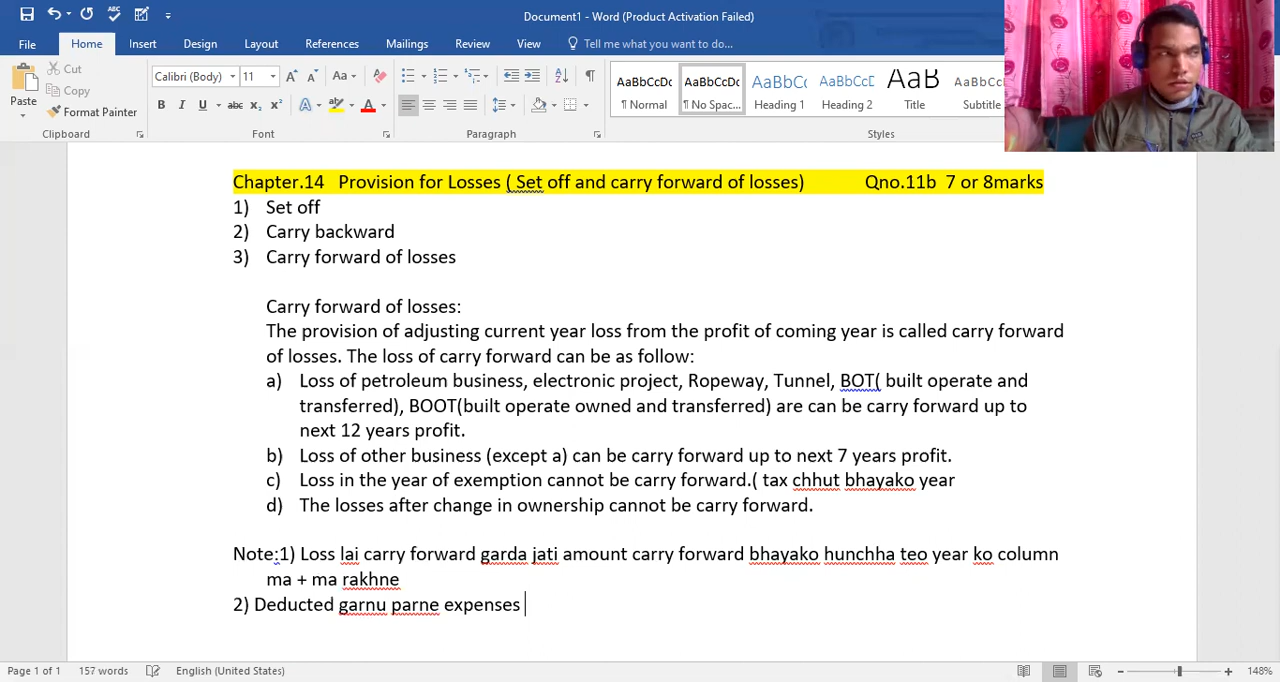 Document1 - Word (Product Activation Failed)
File Home Insert Design Layout References Mailings Review View Tell me what you want to do...
Cut
Copy
Paste Format Painter
Calibri (Body) 11
AaBbCcDc AaBbCcDc AaBbCc AaBbCcE AaB AaBbCcD
¶ Normal ¶ No Spac... Heading 1 Heading 2 Title Subtitle
Clipboard Font Paragraph Styles
Chapter.14 Provision for Losses ( Set off and carry forward of losses) Qno.11b 7 or 8marks
1) Set off
2) Carry backward
3) Carry forward of losses
Carry forward of losses:
The provision of adjusting current year loss from the profit of coming year is called carry forward
of losses. The loss of carry forward can be as follow:
a) Loss of petroleum business, electronic project, Ropeway, Tunnel, BOT( built operate and
transferred), BOOT(built operate owned and transferred) are can be carry forward up to
next 12 years profit.
b) Loss of other business (except a) can be carry forward up to next 7 years profit.
c) Loss in the year of exemption cannot be carry forward.( tax chhut bhayako year
d) The losses after change in ownership cannot be carry forward.
Note:1) Loss lai carry forward garda jati amount carry forward bhayako hunchha teo year ko column
ma + ma rakhne
2) Deducted garnu parne expenses
Page 1 of 1 157 words English (United States) 148%